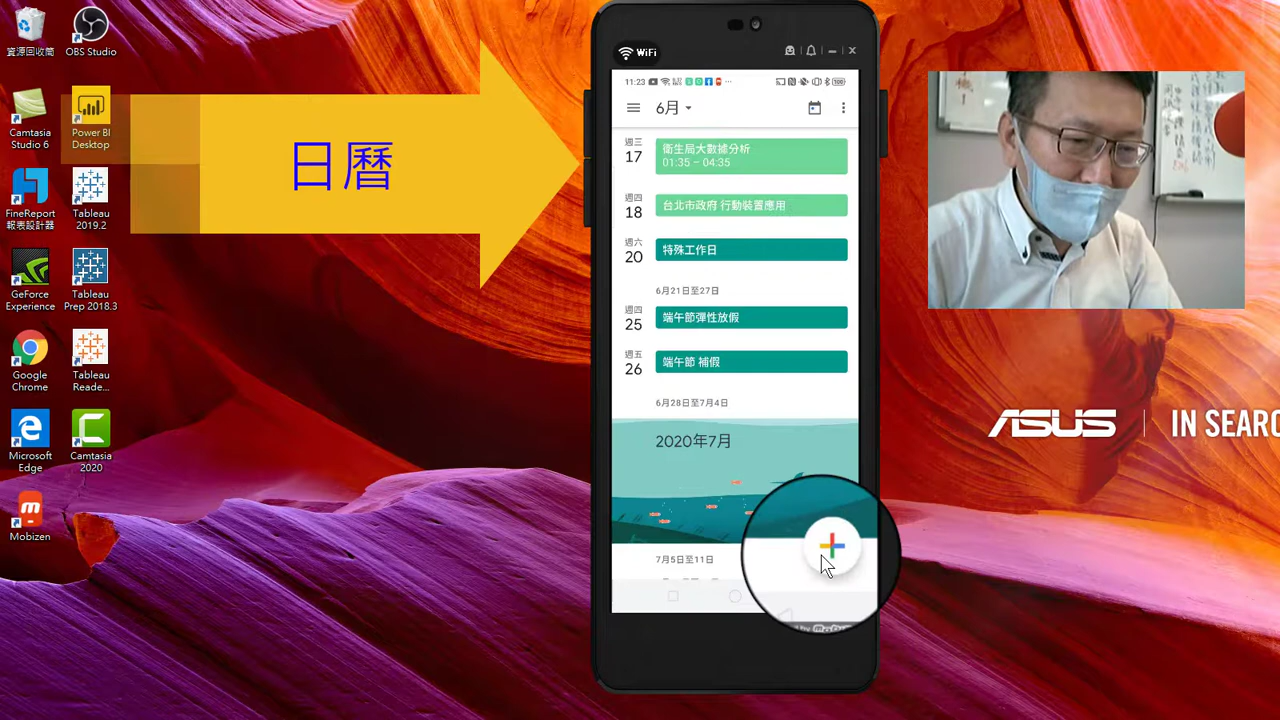 資源回收筒
OBS Studio
Camtasia
Studio 6
Power BI
Desktop
FineReport
報表設計器
Tableau
2019.2
GeForce
Experience
Tableau
Prep 2018.3
Google
Chrome
Tableau
Reade...
Microsoft
Edge
Camtasia
2020
Mobizen
日曆
WiFi
11:23
100
6月
週三
17
衛生局大數據分析
01:35 – 04:35
週四
18
台北市政府 行動裝置應用
週六
20
特殊工作日
6月21日至27日
週四
25
端午節彈性放假
週五
26
端午節 補假
6月28日至7月4日
2020年7月
7月5日至11日
ASUS
IN SEARC